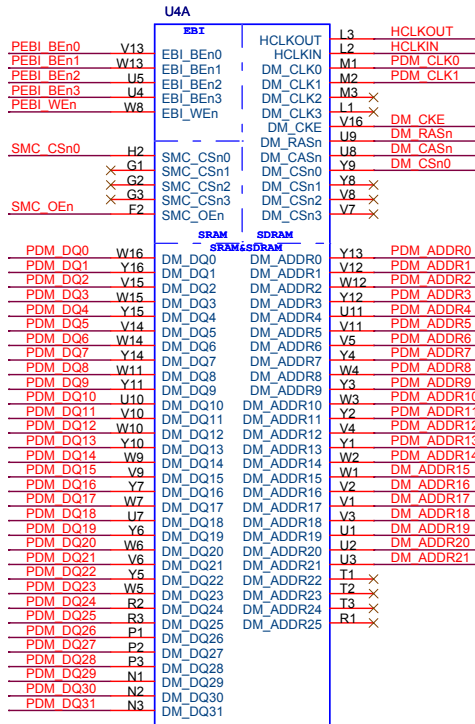 U4A
EBI
PEBI_BEn0 V13 EBI_BEn0
PEBI_BEn1 W13 EBI_BEn1
PEBI_BEn2 U5 EBI_BEn2
PEBI_BEn3 U4 EBI_BEn3
PEBI_WEn W8 EBI_WEn
SMC_CSn0 H2 SMC_CSn0
G1 SMC_CSn1
G2 SMC_CSn2
G3 SMC_CSn3
SMC_OEn F2 SMC_OEn
HCLKOUT L3 HCLKOUT
HCLKIN L2 HCLKIN
DM_CLK0 M1 PDM_CLK0
DM_CLK1 M2 PDM_CLK1
DM_CLK2 M3
DM_CLK3 L1
DM_CKE V16 DM_CKE
DM_RASn U9 DM_RASn
DM_CASn U8 DM_CASn
DM_CSn0 Y9 DM_CSn0
DM_CSn1 Y8
DM_CSn2 V8
DM_CSn3 V7
SRAM SDRAM
SRAM&SDRAM
PDM_DQ0 W16 DM_DQ0 DM_ADDR0 Y13 PDM_ADDR0
PDM_DQ1 Y16 DM_DQ1 DM_ADDR1 V12 PDM_ADDR1
PDM_DQ2 V15 DM_DQ2 DM_ADDR2 W12 PDM_ADDR2
PDM_DQ3 W15 DM_DQ3 DM_ADDR3 Y12 PDM_ADDR3
PDM_DQ4 Y15 DM_DQ4 DM_ADDR4 U11 PDM_ADDR4
PDM_DQ5 V14 DM_DQ5 DM_ADDR5 V11 PDM_ADDR5
PDM_DQ6 W14 DM_DQ6 DM_ADDR6 V5 PDM_ADDR6
PDM_DQ7 Y14 DM_DQ7 DM_ADDR7 Y4 PDM_ADDR7
PDM_DQ8 W11 DM_DQ8 DM_ADDR8 W4 PDM_ADDR8
PDM_DQ9 Y11 DM_DQ9 DM_ADDR9 Y3 PDM_ADDR9
PDM_DQ10 U10 DM_DQ10 DM_ADDR10 W3 PDM_ADDR10
PDM_DQ11 V10 DM_DQ11 DM_ADDR11 Y2 PDM_ADDR11
PDM_DQ12 W10 DM_DQ12 DM_ADDR12 V4 PDM_ADDR12
PDM_DQ13 Y10 DM_DQ13 DM_ADDR13 Y1 PDM_ADDR13
PDM_DQ14 W9 DM_DQ14 DM_ADDR14 W2 PDM_ADDR14
PDM_DQ15 V9 DM_DQ15 DM_ADDR15 W1 DM_ADDR15
PDM_DQ16 Y7 DM_DQ16 DM_ADDR16 V2 DM_ADDR16
PDM_DQ17 W7 DM_DQ17 DM_ADDR17 V1 DM_ADDR17
PDM_DQ18 U7 DM_DQ18 DM_ADDR18 V3 DM_ADDR18
PDM_DQ19 Y6 DM_DQ19 DM_ADDR19 U1 DM_ADDR19
PDM_DQ20 W6 DM_DQ20 DM_ADDR20 U2 DM_ADDR20
PDM_DQ21 V6 DM_DQ21 DM_ADDR21 U3 DM_ADDR21
PDM_DQ22 Y5 DM_DQ22 DM_ADDR22 T1
PDM_DQ23 W5 DM_DQ23 DM_ADDR23 T2
PDM_DQ24 R2 DM_DQ24 DM_ADDR24 T3
PDM_DQ25 R3 DM_DQ25 DM_ADDR25 R1
PDM_DQ26 P1 DM_DQ26
PDM_DQ27 P2 DM_DQ27
PDM_DQ28 P3 DM_DQ28
PDM_DQ29 N1 DM_DQ29
PDM_DQ30 N2 DM_DQ30
PDM_DQ31 N3 DM_DQ31